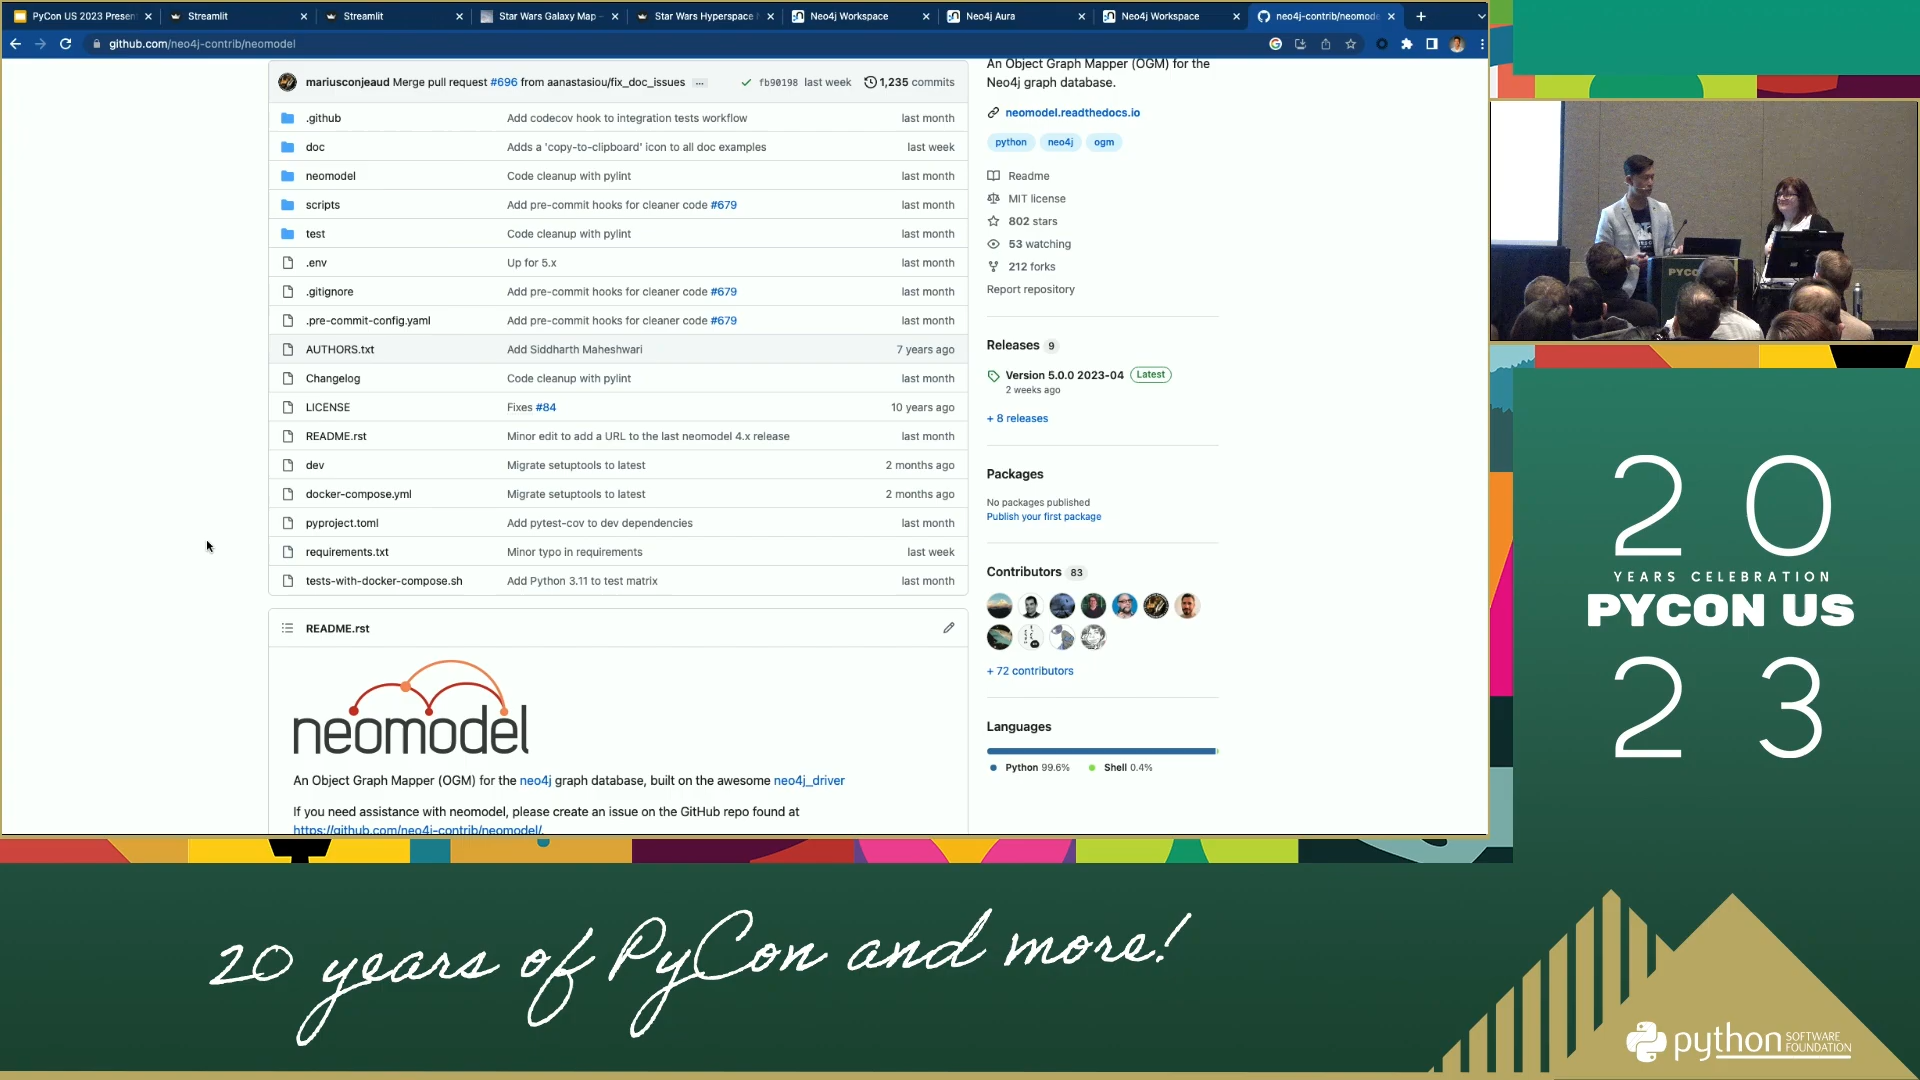 PyCon US 2023 Presen
Streamlit
Streamlit
Star Wars Galaxy Map -
Star Wars Hyperspace
Neo4j Workspace
Neo4j Aura
Neo4j Workspace
neo4j-contrib/neomode
github.com/neo4j-contrib/neomodel
mariusconjeaud Merge pull request #696 from aanastasiou/fix_doc_issues ...
fb90198 last week
1,235 commits
.github Add codecov hook to integration tests workflow last month
doc Adds a 'copy-to-clipboard' icon to all doc examples last week
neomodel Code cleanup with pylint last month
scripts Add pre-commit hooks for cleaner code #679 last month
test Code cleanup with pylint last month
.env Up for 5.x last month
.gitignore Add pre-commit hooks for cleaner code #679 last month
.pre-commit-config.yaml Add pre-commit hooks for cleaner code #679 last month
AUTHORS.txt Add Siddharth Maheshwari 7 years ago
Changelog Code cleanup with pylint last month
LICENSE Fixes #84 10 years ago
README.rst Minor edit to add a URL to the last neomodel 4.x release last month
dev Migrate setuptools to latest 2 months ago
docker-compose.yml Migrate setuptools to latest 2 months ago
pyproject.toml Add pytest-cov to dev dependencies last month
requirements.txt Minor typo in requirements last week
tests-with-docker-compose.sh Add Python 3.11 to test matrix last month
README.rst
neomodel
An Object Graph Mapper (OGM) for the neo4j graph database, built on the awesome neo4j_driver
If you need assistance with neomodel, please create an issue on the GitHub repo found at
https://github.com/neo4j-contrib/neomodel/.
An Object Graph Mapper (OGM) for the
Neo4j graph database.
neomodel.readthedocs.io
python neo4j ogm
Readme
MIT license
802 stars
53 watching
212 forks
Report repository
Releases 9
Version 5.0.0 2023-04 Latest
2 weeks ago
+ 8 releases
Packages
No packages published
Publish your first package
Contributors 83
+ 72 contributors
Languages
Python 99.6% Shell 0.4%
PYCO
20
YEARS CELEBRATION
PYCON US
23
20 years of PyCon and more!
python SOFTWARE
FOUNDATION